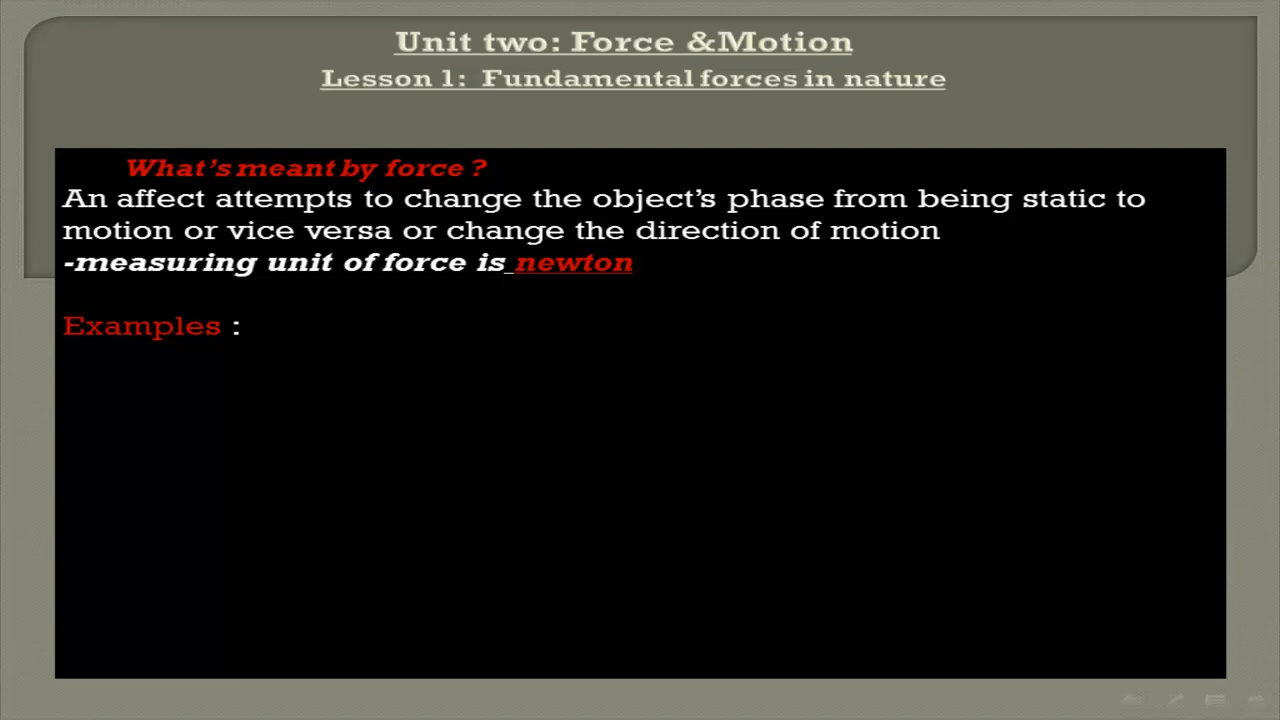 Unit two: Force &Motion
Lesson 1: Fundamental forces in nature
What's meant by force ?
An affect attempts to change the object's phase from being static to
motion or vice versa or change the direction of motion
-measuring unit of force is newton
Examples :